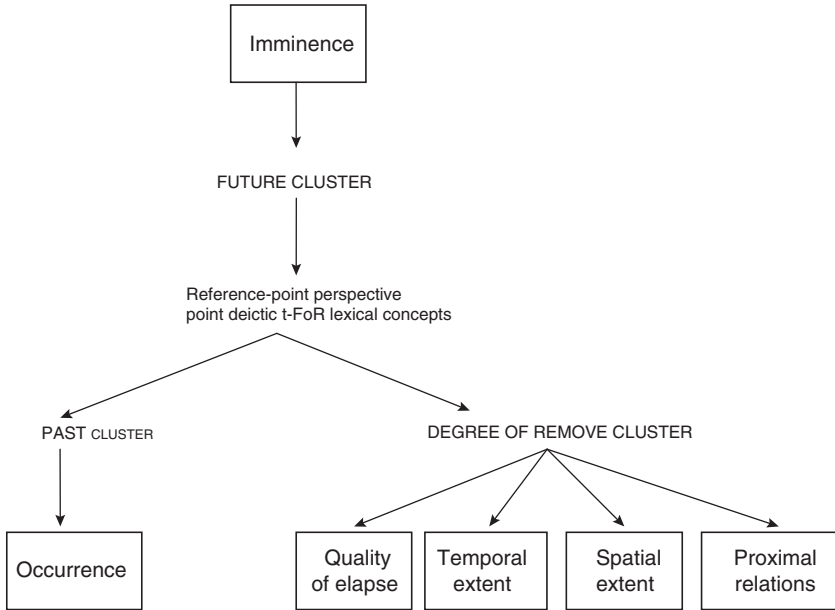 Imminence
FUTURE CLUSTER
Reference-point perspective
point deictic t-FoR lexical concepts
PAST CLUSTER
DEGREE OF REMOVE CLUSTER
Occurrence
Quality
of elapse
Temporal
extent
Spatial
extent
Proximal
relations